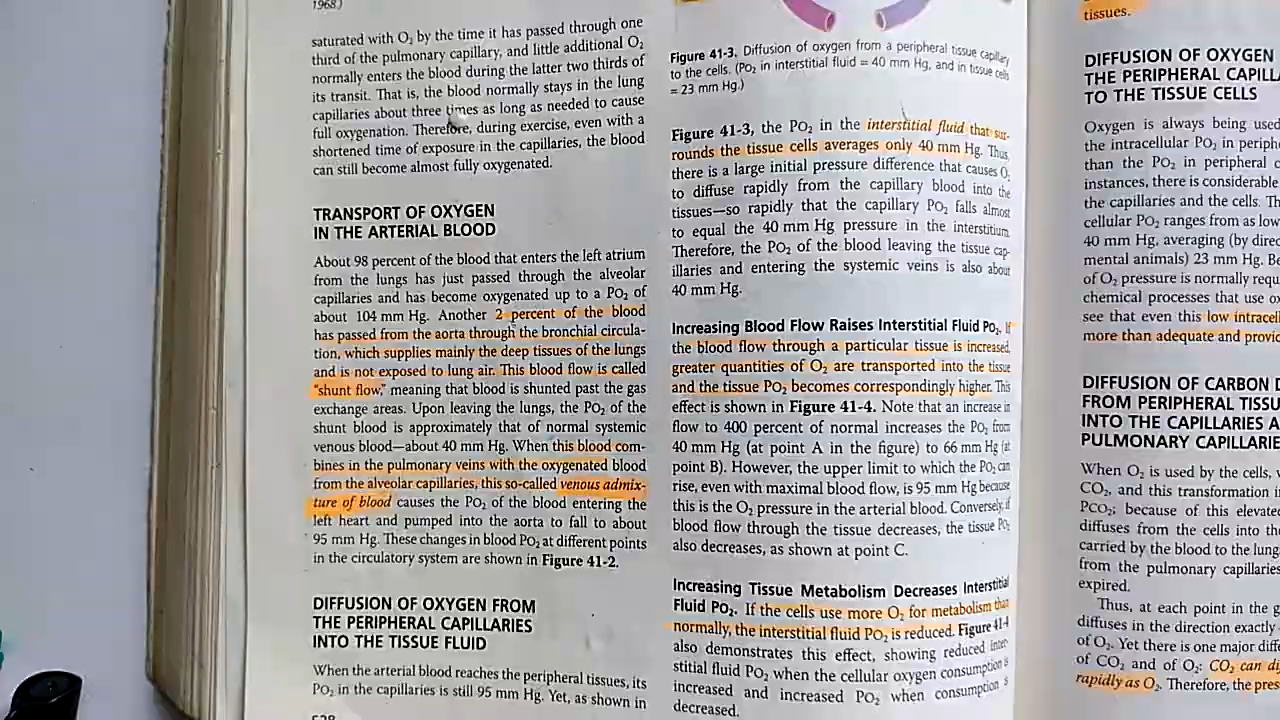 1968)
saturated with O₂ by the time it has passed through one
third of the pulmonary capillary, and little additional O₂
normally enters the blood during the latter two thirds of
its transit. That is, the blood normally stays in the lung
capillaries about three times as long as needed to cause
full oxygenation. Therefore, during exercise, even with a
shortened time of exposure in the capillaries, the blood
can still become almost fully oxygenated.
TRANSPORT OF OXYGEN
IN THE ARTERIAL BLOOD
About 98 percent of the blood that enters the left atrium
from the lungs has just passed through the alveolar
capillaries and has become oxygenated up to a PO₂ of
about 104 mm Hg. Another 2 percent of the blood
has passed from the aorta through the bronchial circula-
tion, which supplies mainly the deep tissues of the lungs
and is not exposed to lung air. This blood flow is called
“shunt flow,” meaning that blood is shunted past the gas
exchange areas. Upon leaving the lungs, the PO₂ of the
shunt blood is approximately that of normal systemic
venous blood—about 40 mm Hg. When this blood com-
bines in the pulmonary veins with the oxygenated blood
from the alveolar capillaries, this so-called venous admix-
ture of blood causes the PO₂ of the blood entering the
left heart and pumped into the aorta to fall to about
95 mm Hg. These changes in blood PO₂ at different points
in the circulatory system are shown in Figure 41-2.
DIFFUSION OF OXYGEN FROM
THE PERIPHERAL CAPILLARIES
INTO THE TISSUE FLUID
When the arterial blood reaches the peripheral tissues, its
PO₂ in the capillaries is still 95 mm Hg. Yet, as shown in
Figure 41-3. Diffusion of oxygen from a peripheral tissue capillary
to the cells. (PO₂ in interstitial fluid = 40 mm Hg, and in tissue cells
= 23 mm Hg.)
Figure 41-3, the PO₂ in the interstitial fluid that sur-
rounds the tissue cells averages only 40 mm Hg. Thus,
there is a large initial pressure difference that causes O₂
to diffuse rapidly from the capillary blood into the
tissues—so rapidly that the capillary PO₂ falls almost
to equal the 40 mm Hg pressure in the interstitium.
Therefore, the PO₂ of the blood leaving the tissue cap-
illaries and entering the systemic veins is also about
40 mm Hg.
Increasing Blood Flow Raises Interstitial Fluid PO₂. If
the blood flow through a particular tissue is increased,
greater quantities of O₂ are transported into the tissue
and the tissue PO₂ becomes correspondingly higher. This
effect is shown in Figure 41-4. Note that an increase in
flow to 400 percent of normal increases the PO₂ from
40 mm Hg (at point A in the figure) to 66 mm Hg (at
point B). However, the upper limit to which the PO₂ can
rise, even with maximal blood flow, is 95 mm Hg because
this is the O₂ pressure in the arterial blood. Conversely, if
blood flow through the tissue decreases, the tissue PO₂
also decreases, as shown at point C.
Increasing Tissue Metabolism Decreases Interstitial
Fluid PO₂. If the cells use more O₂ for metabolism than
normally, the interstitial fluid PO₂ is reduced. Figure 41-4
also demonstrates this effect, showing reduced inter-
stitial fluid PO₂ when the cellular oxygen consumption is
increased and increased PO₂ when consumption is
decreased.
tissues.
DIFFUSION OF OXYGEN
THE PERIPHERAL
TO THE TISSUE CELLS
Oxygen is always being used
the intracellular PO₂ in
than the PO₂ in peripheral
instances, there is considerable
the capillaries and the cells.
cellular PO₂ ranges from as low
40 mm Hg, averaging (by
mental animals) 23 mm Hg.
of O₂ pressure is normally
chemical processes that use
see that even this low
more than adequate and
DIFFUSION OF CARBON
FROM PERIPHERAL
INTO THE CAPILLARIES
PULMONARY
When O₂ is used by the cells,
CO₂, and this transformation
PCO₂; because of this
diffuses from the cells into the
carried by the blood to the
from the pulmonary capillaries
expired.
Thus, at each point in the
diffuses in the direction exactly
of O₂. Yet there is one major
of CO₂ and of O₂: CO₂ can
rapidly as O₂. Therefore, the